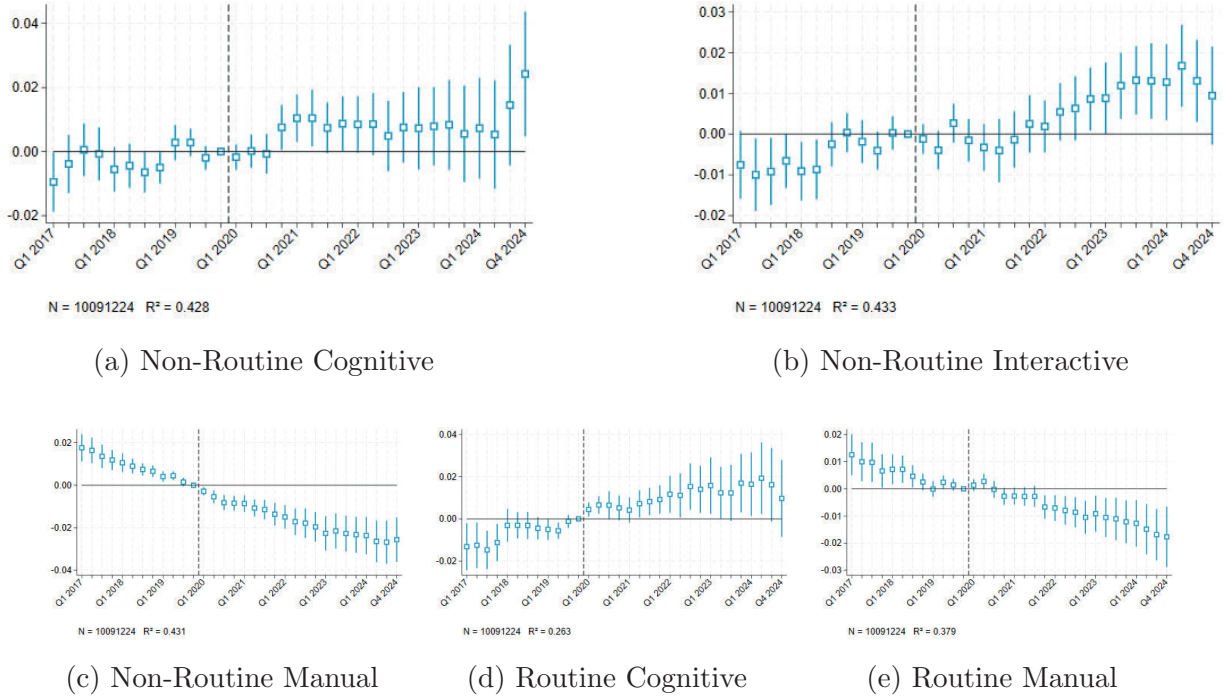 0.04
0.02
0.00
-0.02
Q1 2017
Q1 2018
Q1 2019
Q1 2020
Q1 2021
Q1 2022
Q1 2023
Q1 2024
Q4 2024
N = 10091224 R² = 0.428
(a) Non-Routine Cognitive
0.03
0.02
0.01
0.00
-0.01
-0.02
Q1 2017
Q1 2018
Q1 2019
Q1 2020
Q1 2021
Q1 2022
Q1 2023
Q1 2024
Q4 2024
N = 10091224 R² = 0.433
(b) Non-Routine Interactive
0.02
0.00
-0.02
-0.04
Q1 2017
Q1 2018
Q1 2019
Q1 2020
Q1 2021
Q1 2022
Q1 2023
Q1 2024
Q4 2024
N = 10091224 R² = 0.431
(c) Non-Routine Manual
0.04
0.02
0.00
-0.02
Q1 2017
Q1 2018
Q1 2019
Q1 2020
Q1 2021
Q1 2022
Q1 2023
Q1 2024
Q4 2024
N = 10091224 R² = 0.263
(d) Routine Cognitive
0.02
0.01
0.00
-0.01
-0.02
-0.03
Q1 2017
Q1 2018
Q1 2019
Q1 2020
Q1 2021
Q1 2022
Q1 2023
Q1 2024
Q4 2024
N = 10091224 R² = 0.379
(e) Routine Manual